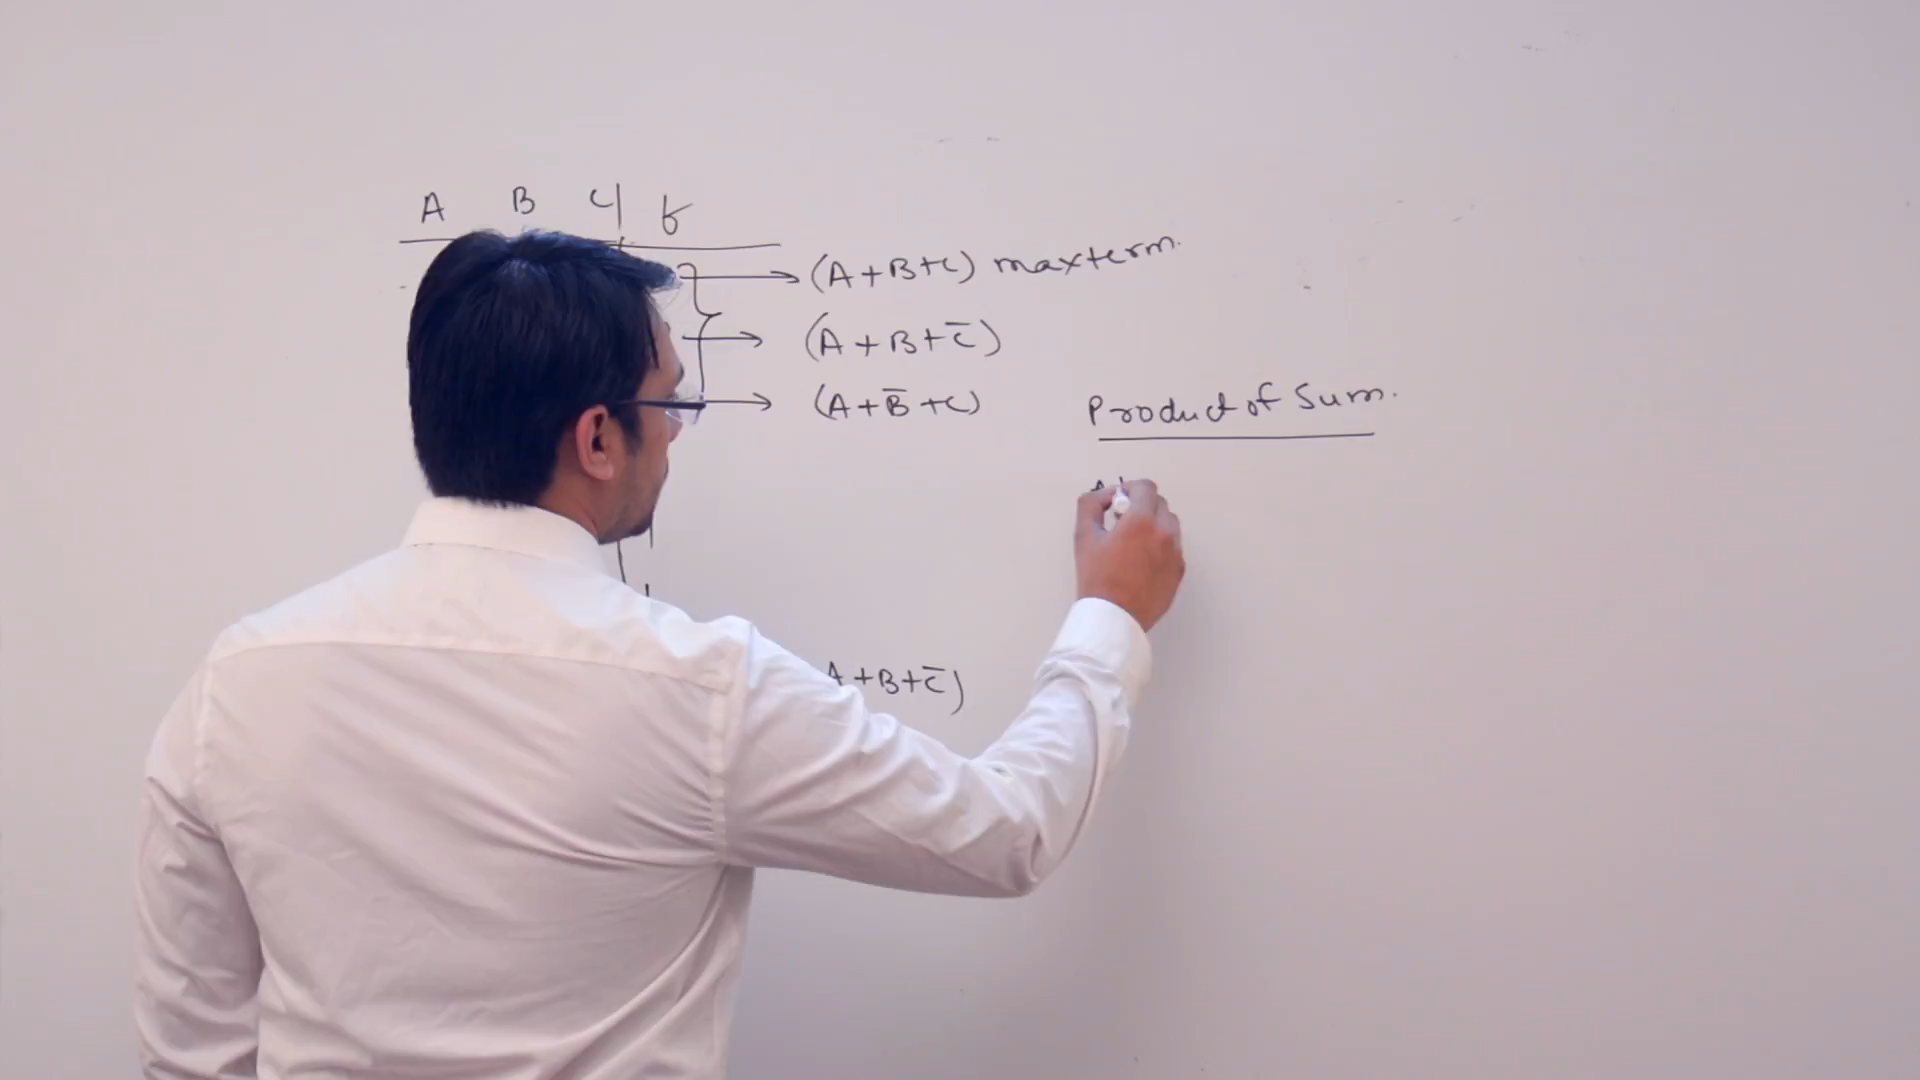 A B C f
(A+B+C) maxterm.
(A+B+C̅)
(A+B̅+C)
Product of Sum.
A+B+C̅)